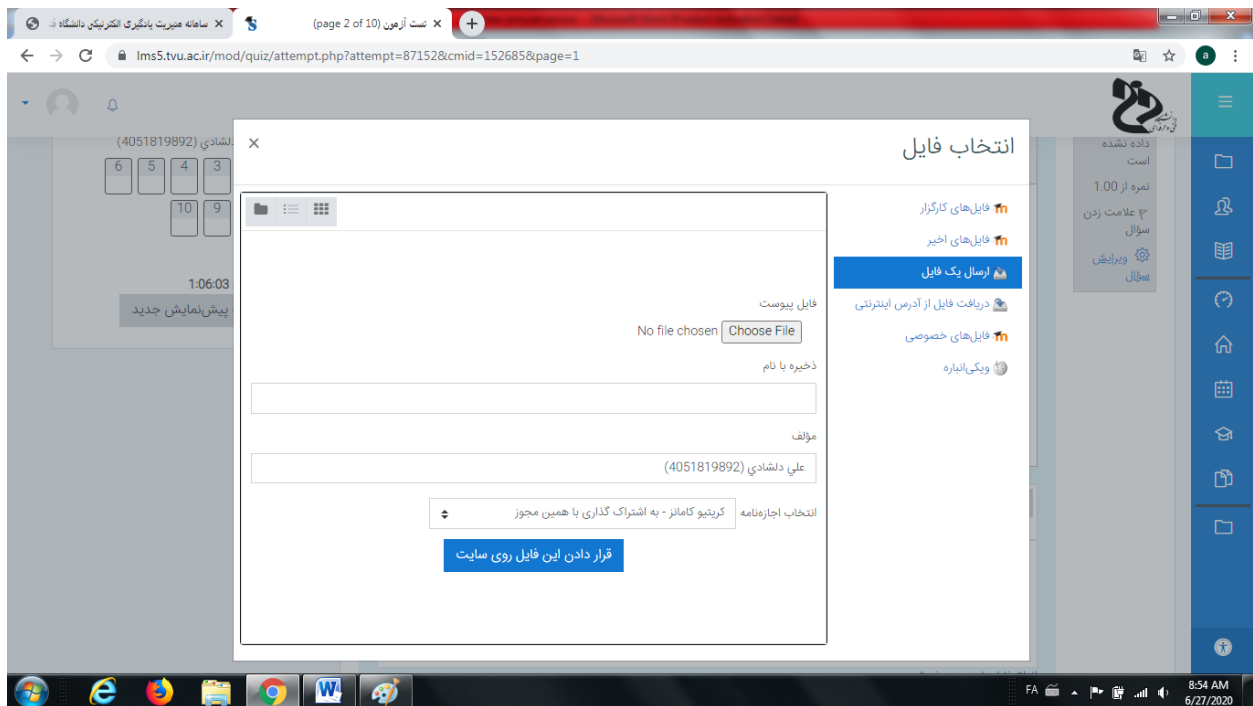 تست آزمون (page 2 of 10)
سامانه مدیریت یادگیری الکترنیکی دانشگاه ف
lms5.tvu.ac.ir/mod/quiz/attempt.php?attempt=87152&cmid=152685&page=1
a
دانشگاه
فنی و حرفه‌ای
داده نشده
است
نمره از 1.00
علامت زدن
سؤال
ویرایش
سؤال
دلشادي (4051819892)
3 4 5 6
9 10
1:06:03
پیش‌نمایش جدید
انتخاب فایل
×
فایل‌های کارگزار
فایل‌های اخیر
ارسال یک فایل
دریافت فایل از آدرس اینترنتی
فایل‌های خصوصی
ویکی‌انباره
فایل پیوست
Choose File No file chosen
ذخیره با نام
مؤلف
علي دلشادي (4051819892)
انتخاب اجازه‌نامه
کریتیو کامانز - به اشتراک گذاری با همین مجوز
قرار دادن این فایل روی سایت
FA
8:54 AM
6/27/2020